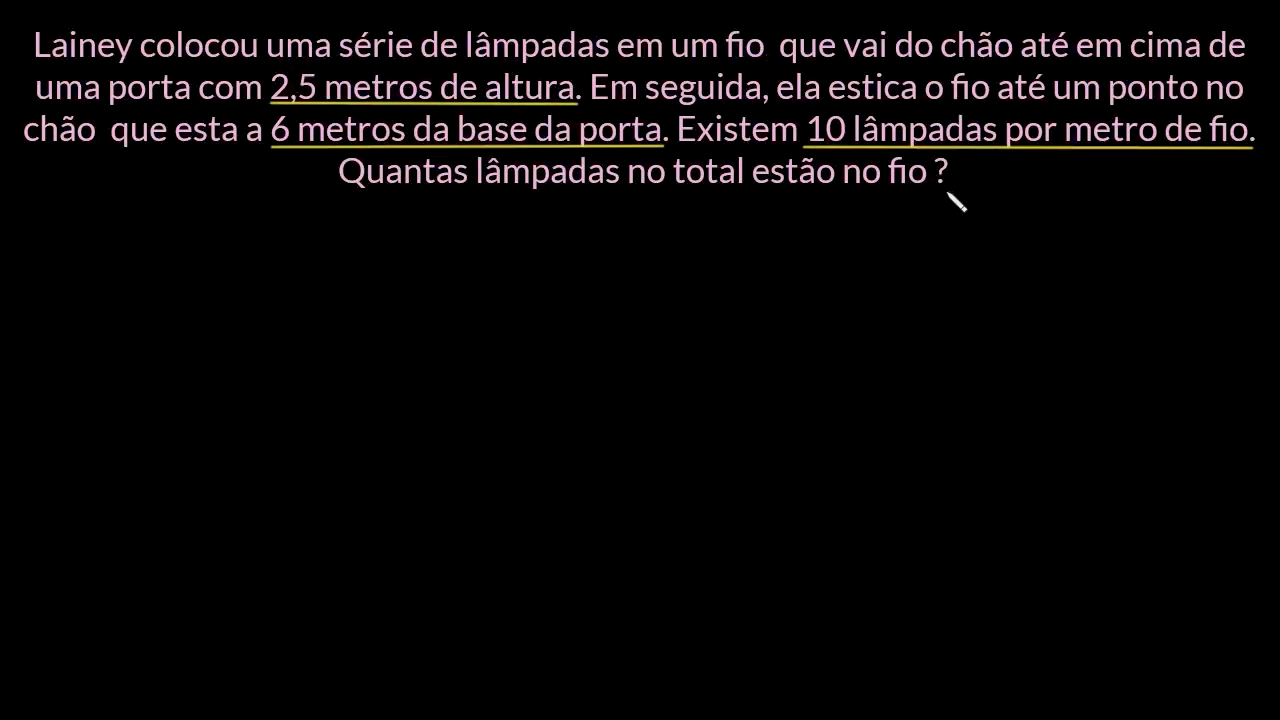 Lainey colocou uma série de lâmpadas em um fio que vai do chão até em cima de
uma porta com 2,5 metros de altura. Em seguida, ela estica o fio até um ponto no
chão que esta a 6 metros da base da porta. Existem 10 lâmpadas por metro de fio.
Quantas lâmpadas no total estão no fio ?